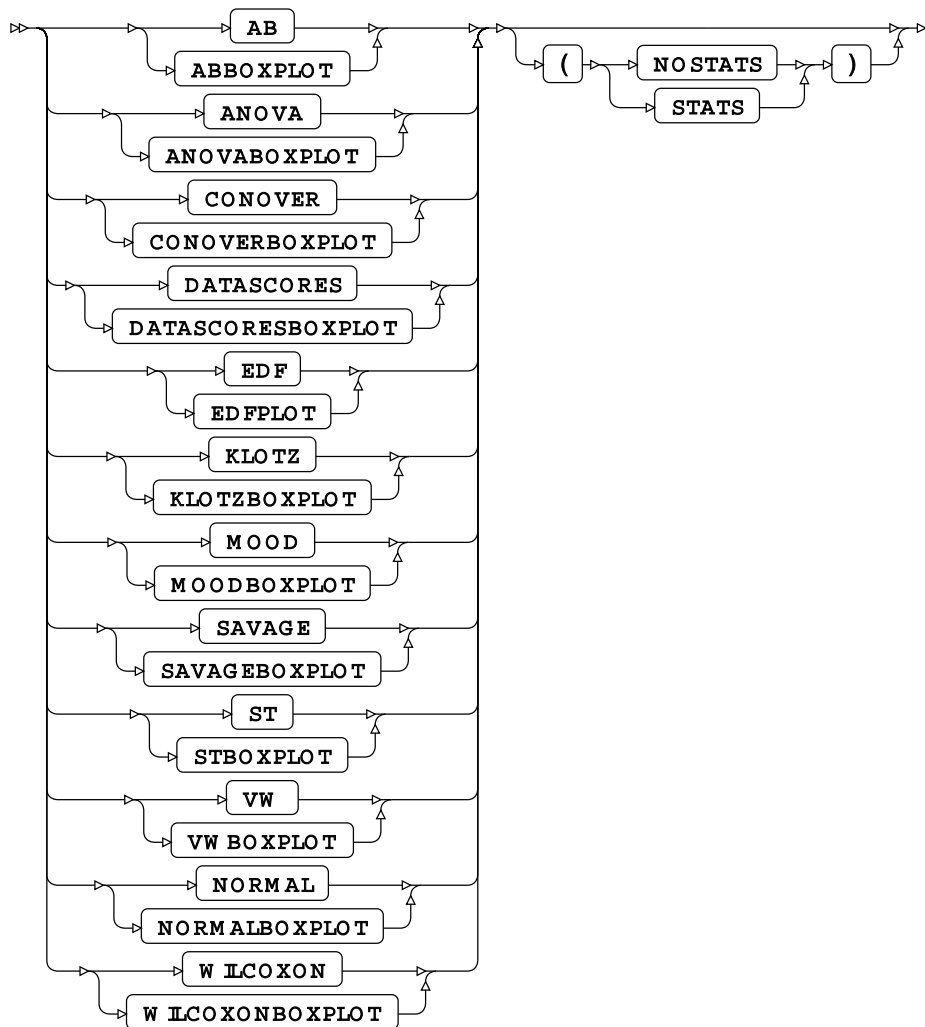 AB
ABBOXPLOT
ANOVA
ANOVABOXPLOT
CONOVER
CONOVERBOXPLOT
DATASCORES
DATASCORESBOXPLOT
EDF
EDFPLOT
KLOTZ
KLOTZBOXPLOT
MOOD
MOODBOXPLOT
SAVAGE
SAVAGEBOXPLOT
ST
STBOXPLOT
VW
VWBOXPLOT
NORMAL
NORMALBOXPLOT
WILCOXON
WILCOXONBOXPLOT
( NOSTATS )
STATS